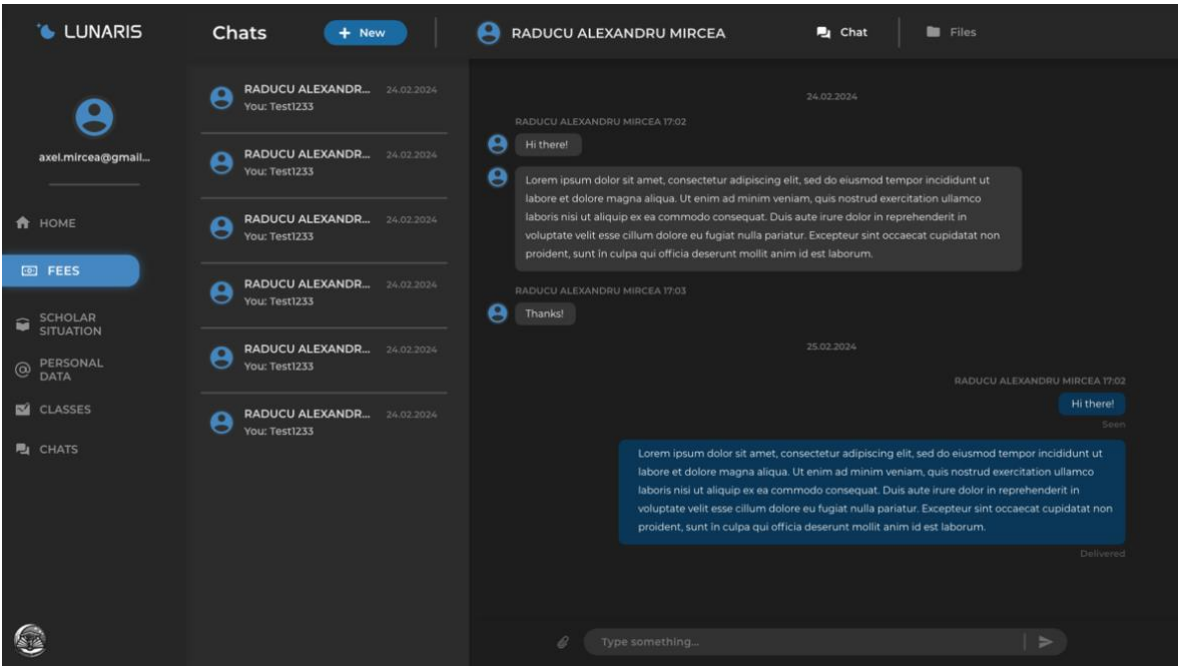 LUNARIS
axel.mircea@gmail...
HOME
FEES
SCHOLAR
SITUATION
PERSONAL
DATA
CLASSES
CHATS
Chats
+ New
RADUCU ALEXANDR... 24.02.2024
You: Test1233
RADUCU ALEXANDR... 24.02.2024
You: Test1233
RADUCU ALEXANDR... 24.02.2024
You: Test1233
RADUCU ALEXANDR... 24.02.2024
You: Test1233
RADUCU ALEXANDR... 24.02.2024
You: Test1233
RADUCU ALEXANDR... 24.02.2024
You: Test1233
RADUCU ALEXANDRU MIRCEA
Chat
Files
24.02.2024
RADUCU ALEXANDRU MIRCEA 17:02
Hi there!
Lorem ipsum dolor sit amet, consectetur adipiscing elit, sed do eiusmod tempor incididunt ut
labore et dolore magna aliqua. Ut enim ad minim veniam, quis nostrud exercitation ullamco
laboris nisi ut aliquip ex ea commodo consequat. Duis aute irure dolor in reprehenderit in
voluptate velit esse cillum dolore eu fugiat nulla pariatur. Excepteur sint occaecat cupidatat non
proident, sunt în culpa qui officia deserunt mollit anim id est laborum.
RADUCU ALEXANDRU MIRCEA 17:03
Thanks!
25.02.2024
RADUCU ALEXANDRU MIRCEA 17:02
Hi there!
Seen
Lorem ipsum dolor sit amet, consectetur adipiscing elit, sed do eiusmod tempor incididunt ut
labore et dolore magna aliqua. Ut enim ad minim veniam, quis nostrud exercitation ullamco
laboris nisi ut aliquip ex ea commodo consequat. Duis aute irure dolor in reprehenderit in
voluptate velit esse cillum dolore eu fugiat nulla pariatur. Excepteur sint occaecat cupidatat non
proident, sunt în culpa qui officia deserunt mollit anim id est laborum.
Delivered
Type something...